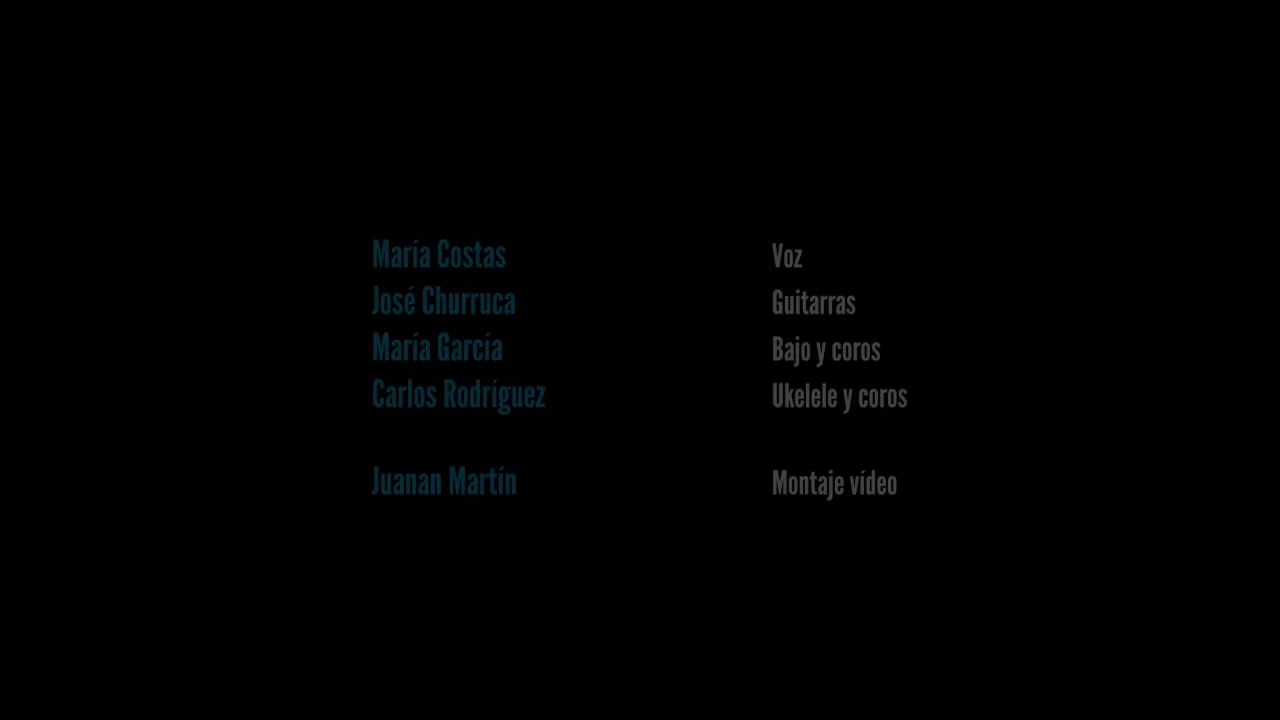 María Costas Voz
José Churruca Guitarras
María García Bajo y coros
Carlos Rodríguez Ukelele y coros
Juanan Martín Montaje vídeo